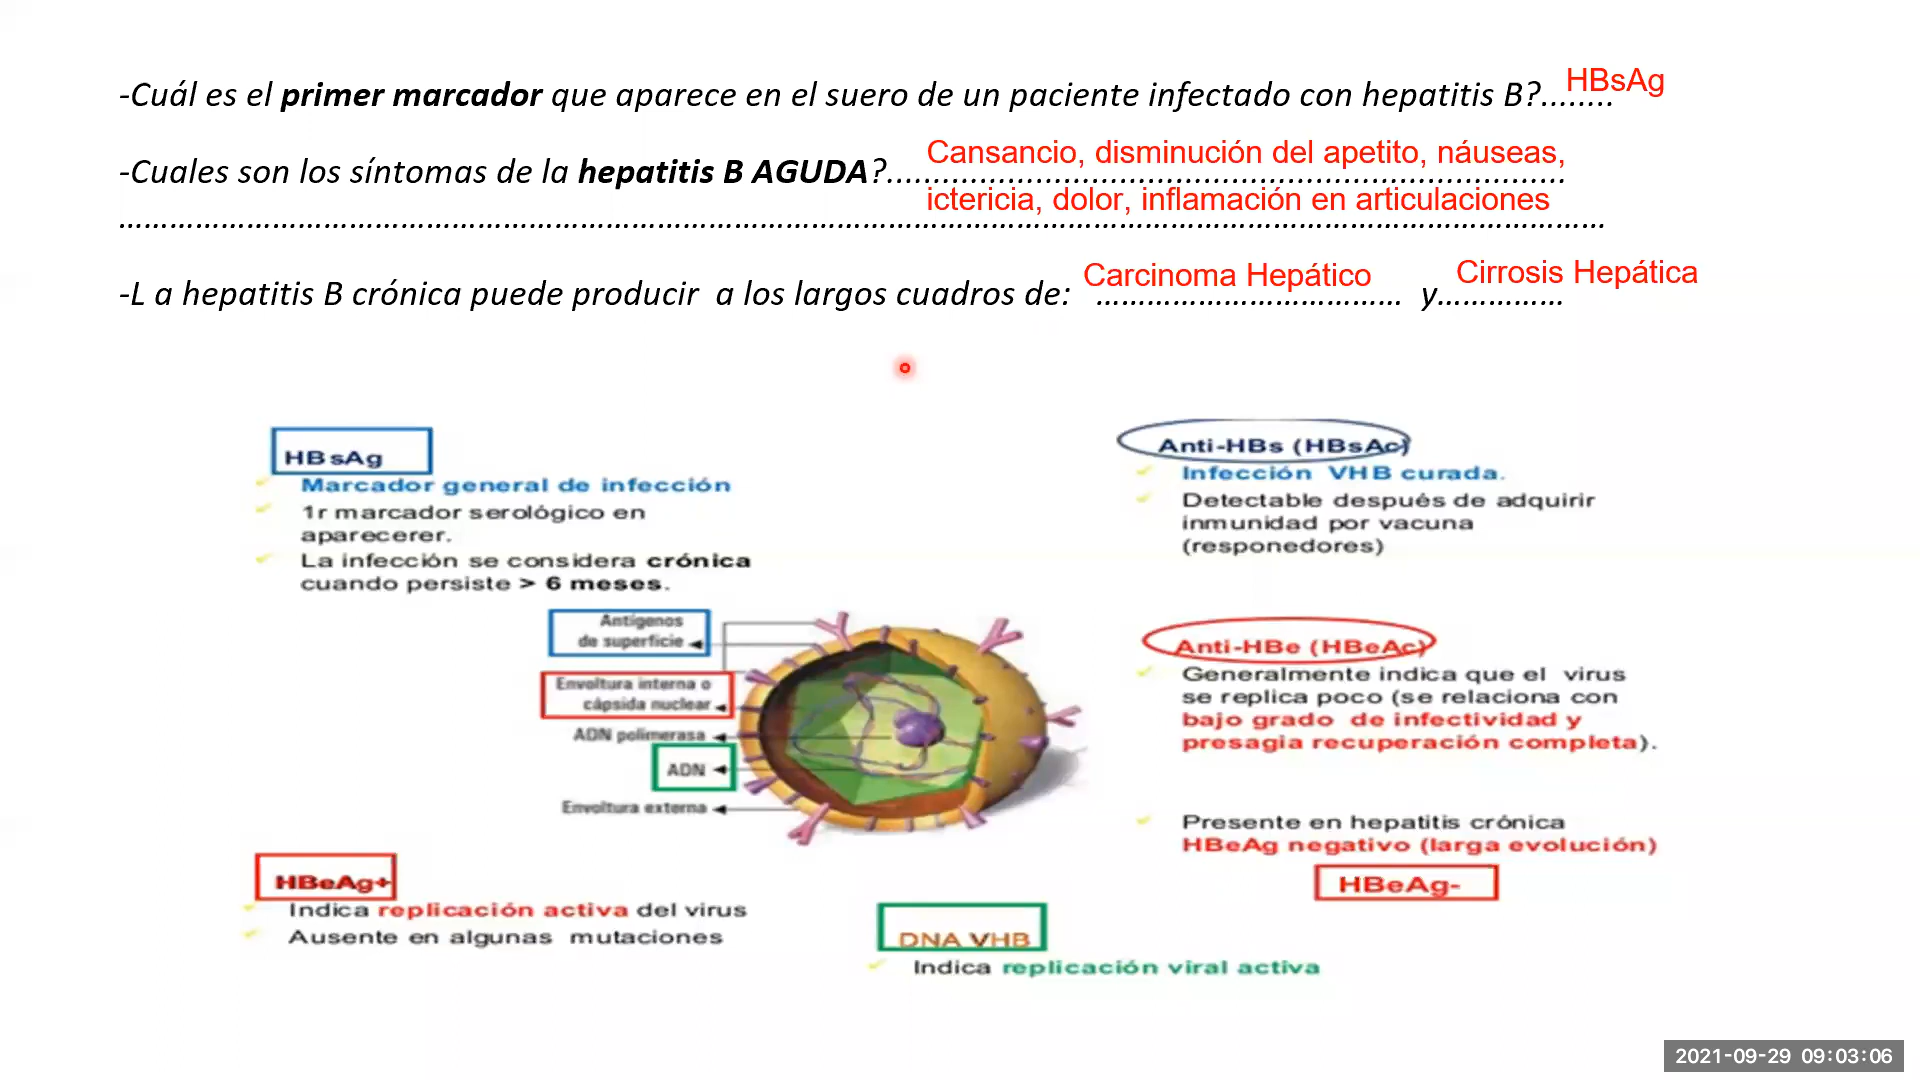 -Cuál es el primer marcador que aparece en el suero de un paciente infectado con hepatitis B?........ HBsAg
-Cuales son los síntomas de la hepatitis B AGUDA?........ Cansancio, disminución del apetito, náuseas,
ictericia, dolor, inflamación en articulaciones
-L a hepatitis B crónica puede producir a los largos cuadros de: Carcinoma Hepático y Cirrosis Hepática
HBsAg
Marcador general de infección
1r marcador serológico en
aparecerer.
La infección se considera crónica
cuando persiste > 6 meses.
Anti-HBs (HBsAc)
Infección VHB curada.
Detectable después de adquirir
inmunidad por vacuna
(responedores)
Antígenos
de superficie
Envoltura interna o
cápsida nuclear
ADN polimerasa
ADN
Envoltura externa
Anti-HBe (HBeAc)
Generalmente indica que el virus
se replica poco (se relaciona con
bajo grado de infectividad y
presagia recuperación completa).
Presente en hepatitis crónica
HBeAg negativo (larga evolución)
HBeAg-
HBeAg+
Indica replicación activa del virus
Ausente en algunas mutaciones
DNA VHB
Indica replicación viral activa
2021-09-29 09:03:06